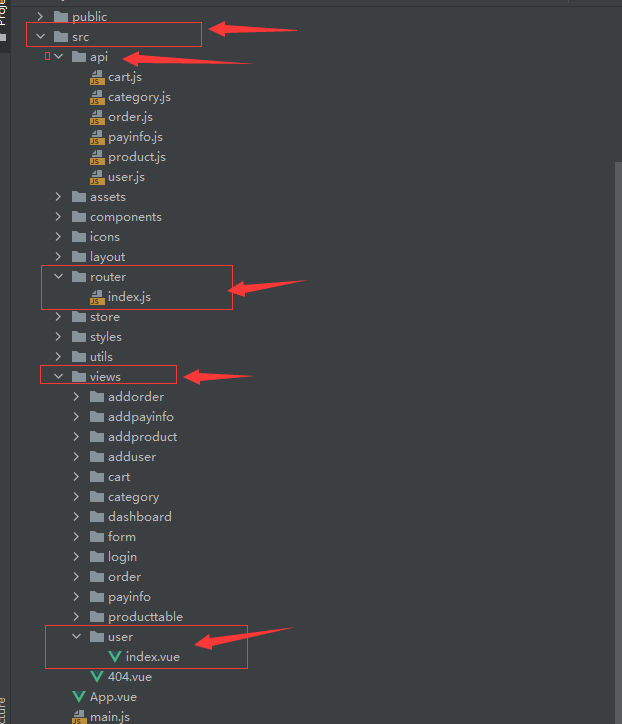 Proje
public
src
api
cart.js
category.js
order.js
payinfo.js
product.js
user.js
assets
components
icons
layout
router
index.js
store
styles
utils
views
addorder
addpayinfo
addproduct
adduser
cart
category
dashboard
form
login
order
payinfo
producttable
user
index.vue
404.vue
App.vue
main.js
cture